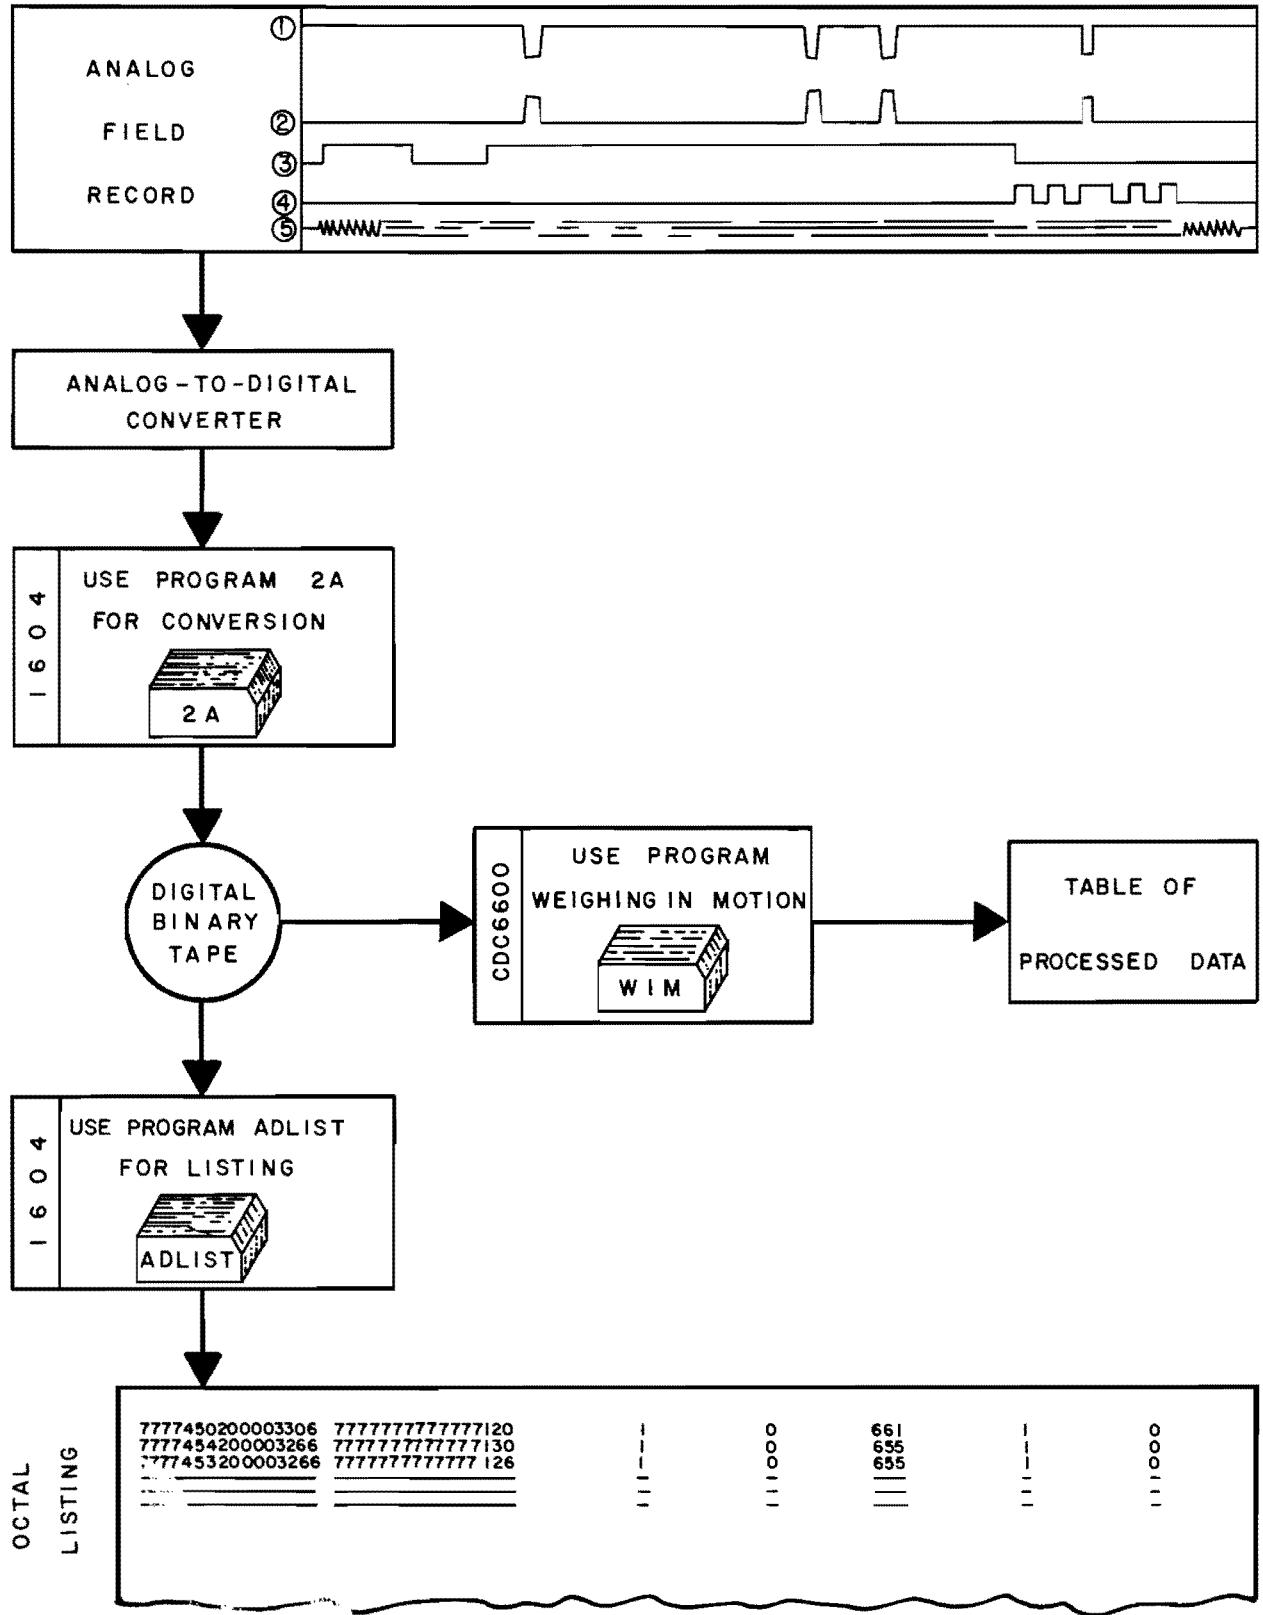 ANALOG
FIELD
RECORD
1
2
3
4
5
ANALOG-TO-DIGITAL
CONVERTER
1604
USE PROGRAM 2A
FOR CONVERSION
2A
DIGITAL
BINARY
TAPE
CDC6600
USE PROGRAM
WEIGHING IN MOTION
WIM
TABLE OF
PROCESSED DATA
1604
USE PROGRAM ADLIST
FOR LISTING
ADLIST
OCTAL
LISTING
7777450200003306 7777777777777120 1 0 661 1 0
7777454200003266 7777777777777130 1 0 655 1 0
7777453200003266 7777777777777126 1 0 655 1 0